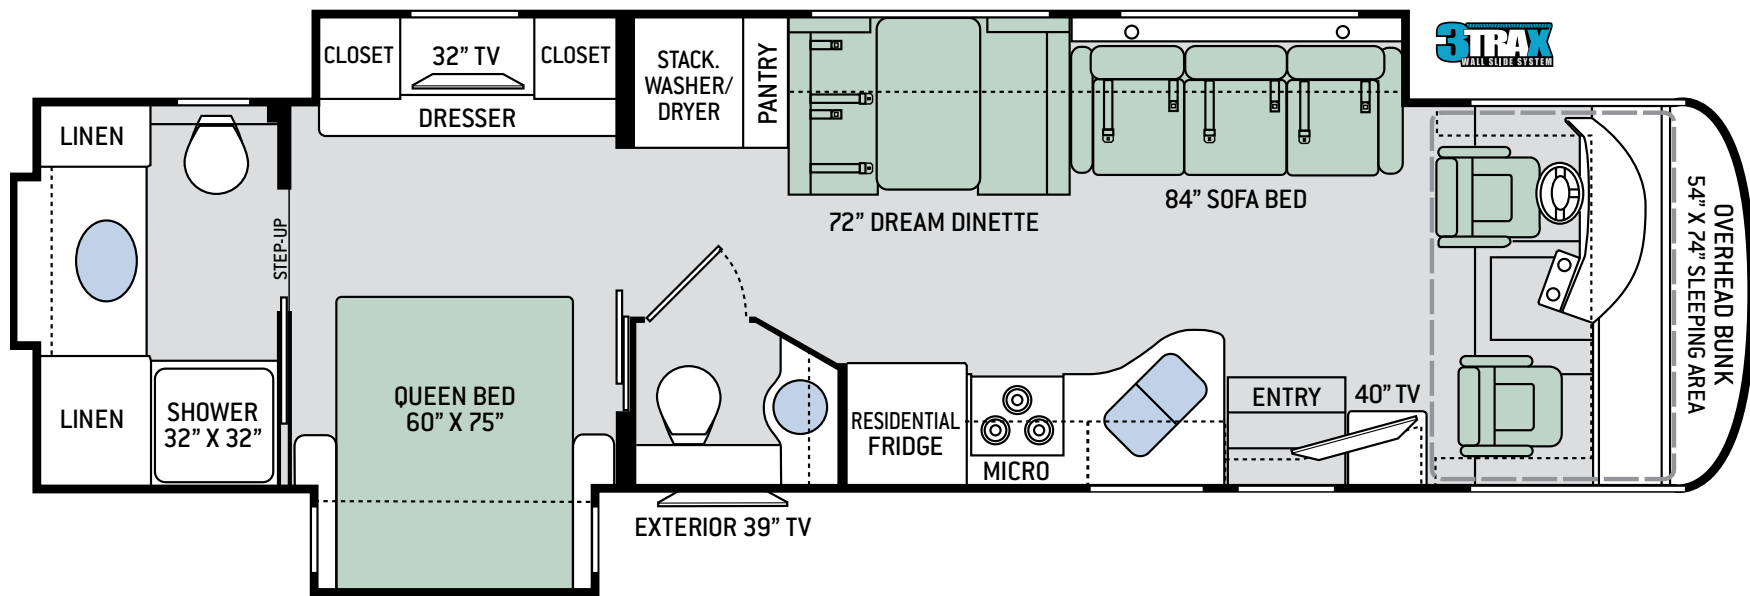 3TRAX
WALL SLIDE SYSTEM
CLOSET
32” TV
CLOSET
DRESSER
STACK.
WASHER/
DRYER
PANTRY
72” DREAM DINETTE
84” SOFA BED
LINEN
STEP-UP
LINEN
SHOWER
32” X 32”
QUEEN BED
60” X 75”
RESIDENTIAL
FRIDGE
MICRO
ENTRY
40” TV
EXTERIOR 39” TV
OVERHEAD BUNK
54” X 74” SLEEPING AREA